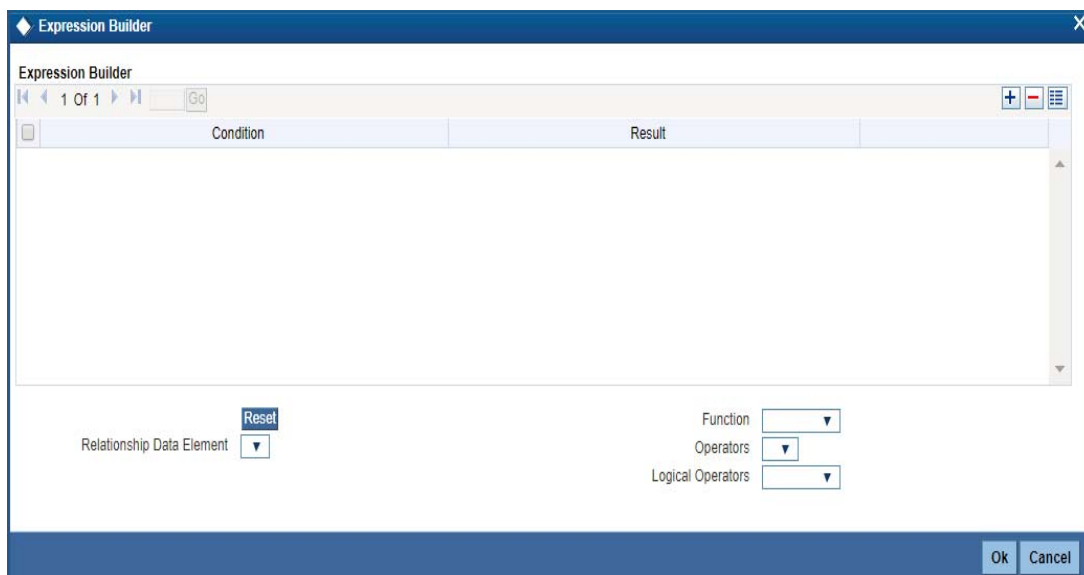 Expression Builder
X
Expression Builder
1 Of 1 Go
Condition Result
Reset
Relationship Data Element
Function
Operators
Logical Operators
Ok Cancel